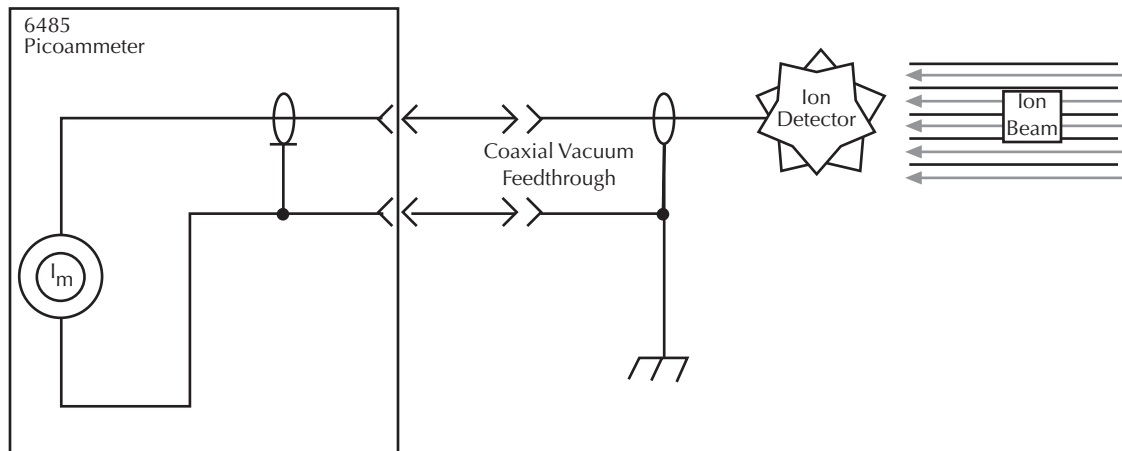 6485
Picoammeter
Ion
Detector
Ion
Beam
Coaxial Vacuum
Feedthrough
Im